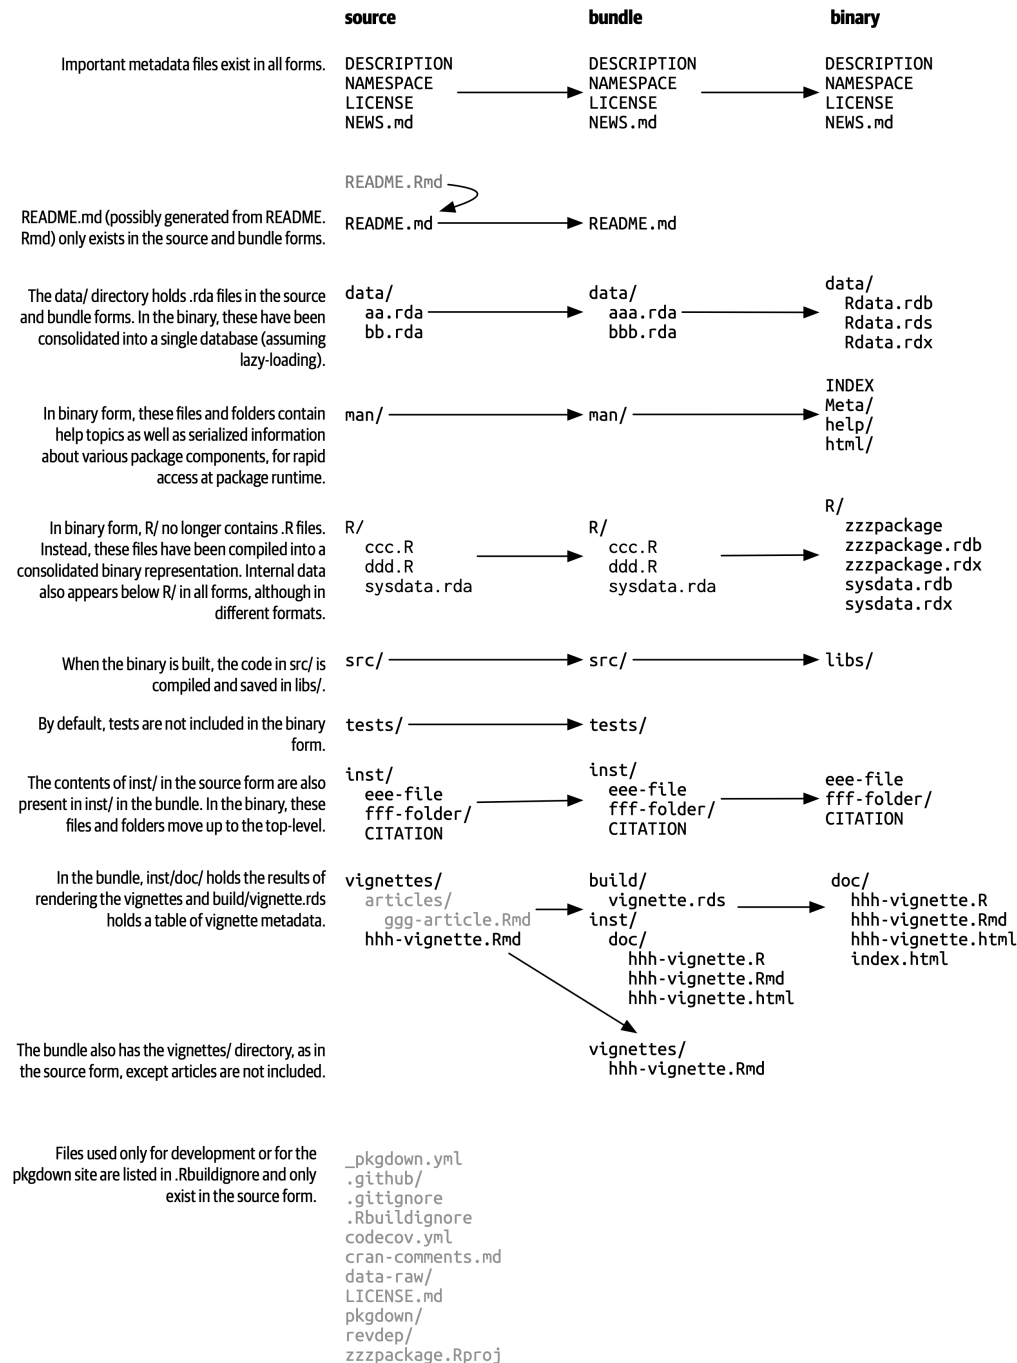 source bundle binary
Important metadata files exist in all forms.
DESCRIPTION DESCRIPTION DESCRIPTION
NAMESPACE NAMESPACE NAMESPACE
LICENSE LICENSE LICENSE
NEWS.md NEWS.md NEWS.md
README.Rmd
README.md (possibly generated from README.
Rmd) only exists in the source and bundle forms.
README.md README.md
The data/ directory holds .rda files in the source
and bundle forms. In the binary, these have been
consolidated into a single database (assuming
lazy-loading).
data/
aa.rda
bb.rda
data/
aaa.rda
bbb.rda
data/
Rdata.rdb
Rdata.rds
Rdata.rdx
In binary form, these files and folders contain
help topics as well as serialized information
about various package components, for rapid
access at package runtime.
man/
man/
INDEX
Meta/
help/
html/
In binary form, R/ no longer contains .R files.
Instead, these files have been compiled into a
consolidated binary representation. Internal data
also appears below R/ in all forms, although in
different formats.
R/
ccc.R
ddd.R
sysdata.rda
R/
ccc.R
ddd.R
sysdata.rda
R/
zzzpackage
zzzpackage.rdb
zzzpackage.rdx
sysdata.rdb
sysdata.rdx
When the binary is built, the code in src/ is
compiled and saved in libs/.
src/ src/ libs/
By default, tests are not included in the binary
form.
tests/ tests/
The contents of inst/ in the source form are also
present in inst/ in the bundle. In the binary, these
files and folders move up to the top-level.
inst/
eee-file
fff-folder/
CITATION
inst/
eee-file
fff-folder/
CITATION
eee-file
fff-folder/
CITATION
In the bundle, inst/doc/ holds the results of
rendering the vignettes and build/vignette.rds
holds a table of vignette metadata.
vignettes/
articles/
ggg-article.Rmd
hhh-vignette.Rmd
build/
vignette.rds
inst/
doc/
hhh-vignette.R
hhh-vignette.Rmd
hhh-vignette.html
doc/
hhh-vignette.R
hhh-vignette.Rmd
hhh-vignette.html
index.html
The bundle also has the vignettes/ directory, as in
the source form, except articles are not included.
vignettes/
hhh-vignette.Rmd
Files used only for development or for the
pkgdown site are listed in .Rbuildignore and only
exist in the source form.
_pkgdown.yml
.github/
.gitignore
.Rbuildignore
codecov.yml
cran-comments.md
data-raw/
LICENSE.md
pkgdown/
revdep/
zzzpackage.Rproj